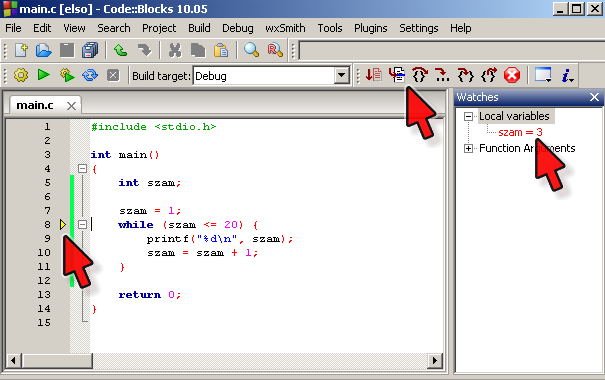 main.c [elso] - Code::Blocks 10.05
File Edit View Search Project Build Debug wxSmith Tools Plugins Settings Help
Build target: Debug
main.c
Watches
Local variables
szam = 3
Function Arguments
1 #include <stdio.h>
2
3 int main()
4 {
5 int szam;
6
7 szam = 1;
8 while (szam <= 20) {
9 printf("%d\n", szam);
10 szam = szam + 1;
11 }
12
13 return 0;
14 }
15